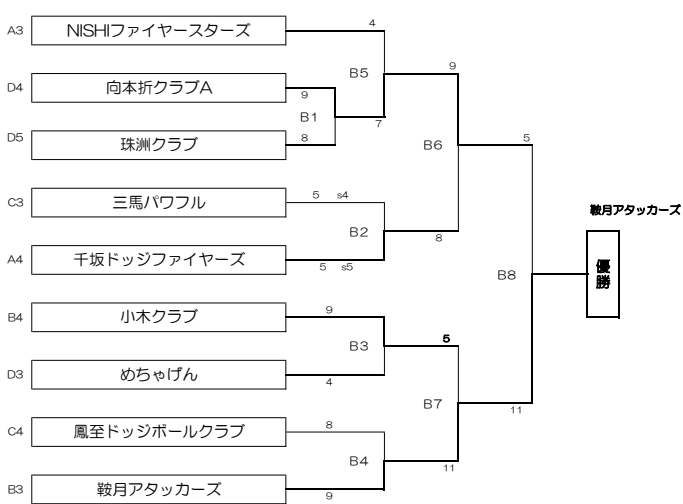 A3 NISHIファイヤースターズ 4
B5 9
D4 向本折クラブA 9
B1 7
D5 珠洲クラブ 8
B6 5
C3 三馬パワフル 5 s4
B2 8
A4 千坂ドッジファイヤーズ 5 s5
鞍月アタッカーズ
優勝
B8
B4 小木クラブ 9
B3 5
D3 めちゃげん 4
B7 11
C4 鳳至ドッジボールクラブ 8
B4 11
B3 鞍月アタッカーズ 9